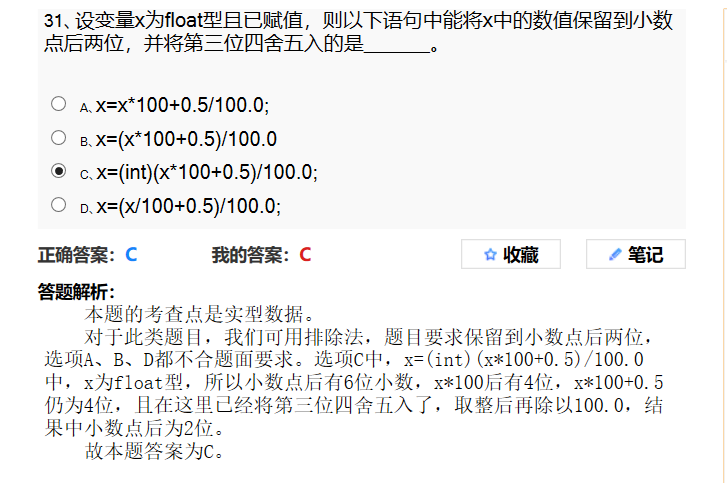 31、设变量x为float型且已赋值，则以下语句中能将x中的数值保留到小数
点后两位，并将第三位四舍五入的是_______。
A、x=x*100+0.5/100.0;
B、x=(x*100+0.5)/100.0
C、x=(int)(x*100+0.5)/100.0;
D、x=(x/100+0.5)/100.0;
正确答案：C 我的答案：C 收藏 笔记
答题解析：
本题的考查点是实型数据。
对于此类题目，我们可用排除法，题目要求保留到小数点后两位，
选项A、B、D都不合题面要求。选项C中，x=(int)(x*100+0.5)/100.0
中，x为float型，所以小数点后有6位小数，x*100后有4位，x*100+0.5
仍为4位，且在这里已经将第三位四舍五入了，取整后再除以100.0，结
果中小数点后为2位。
故本题答案为C。